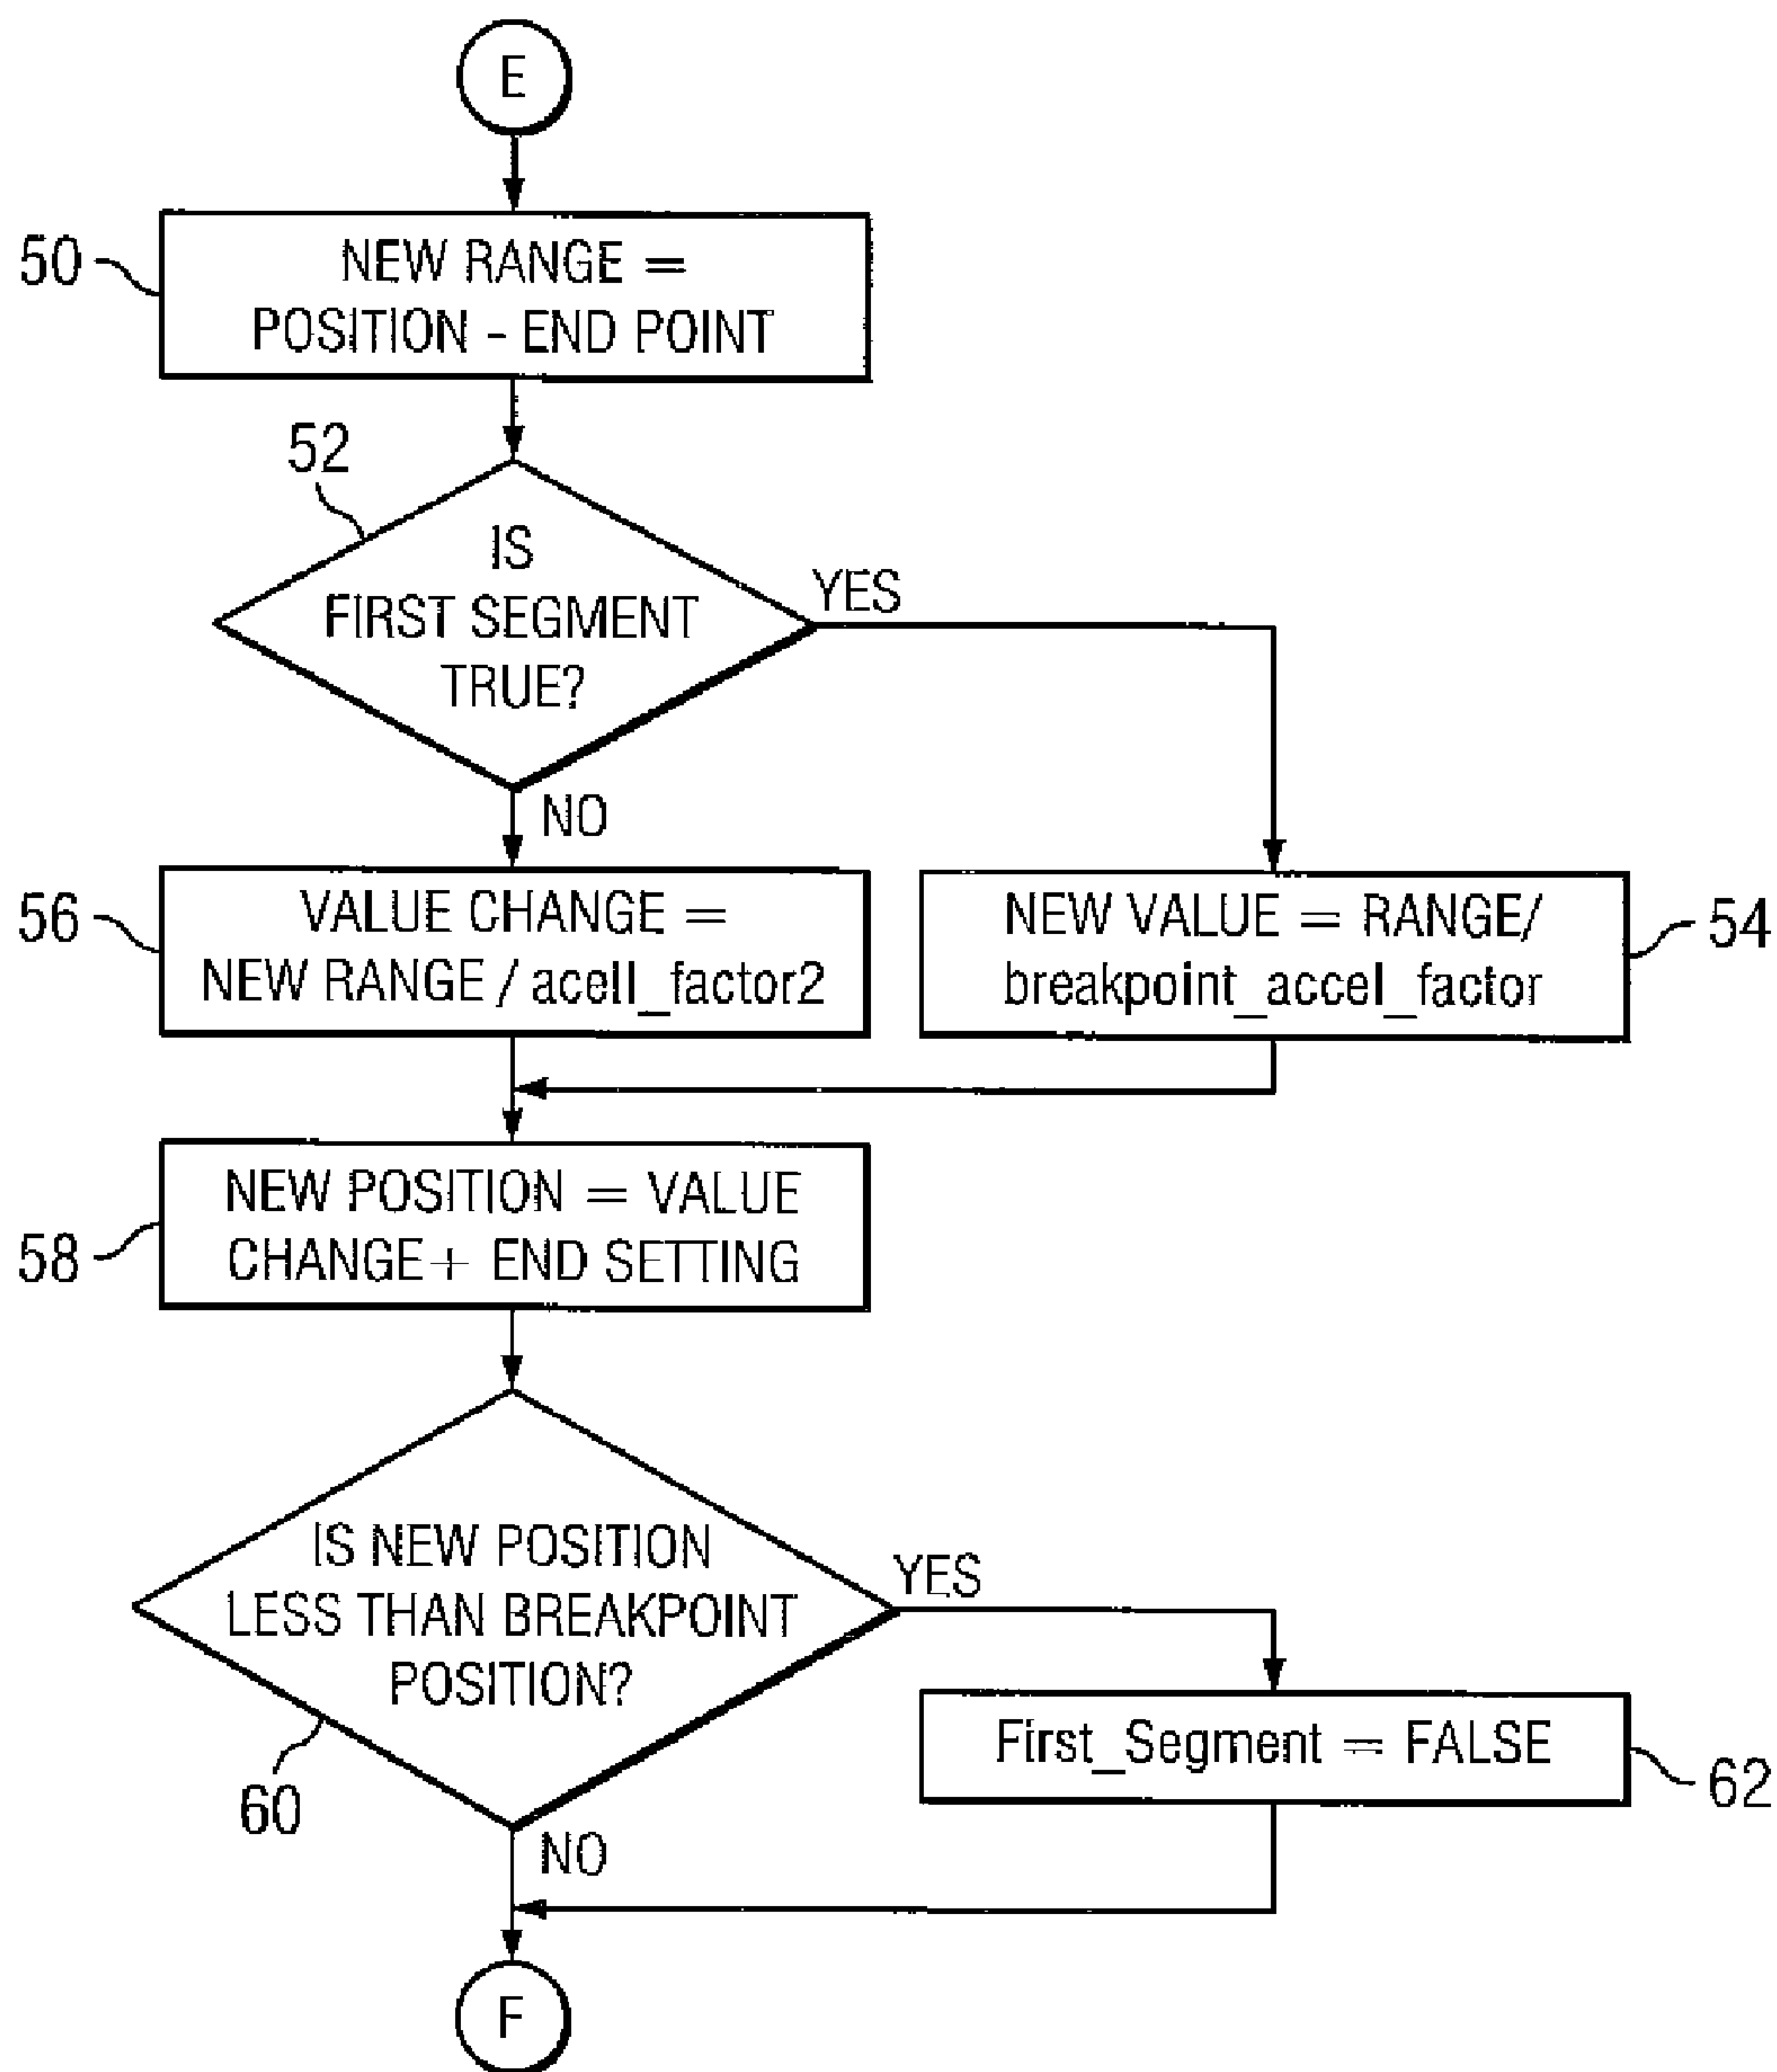 E
50
NEW RANGE =
POSITION - END POINT
52
IS
FIRST SEGMENT
TRUE?
YES
NO
56
VALUE CHANGE =
NEW RANGE / acell_factor2
NEW VALUE = RANGE/
breakpoint_accel_factor
54
58
NEW POSITION = VALUE
CHANGE + END SETTING
IS NEW POSITION
LESS THAN BREAKPOINT
POSITION?
YES
60
NO
First_Segment = FALSE
62
F